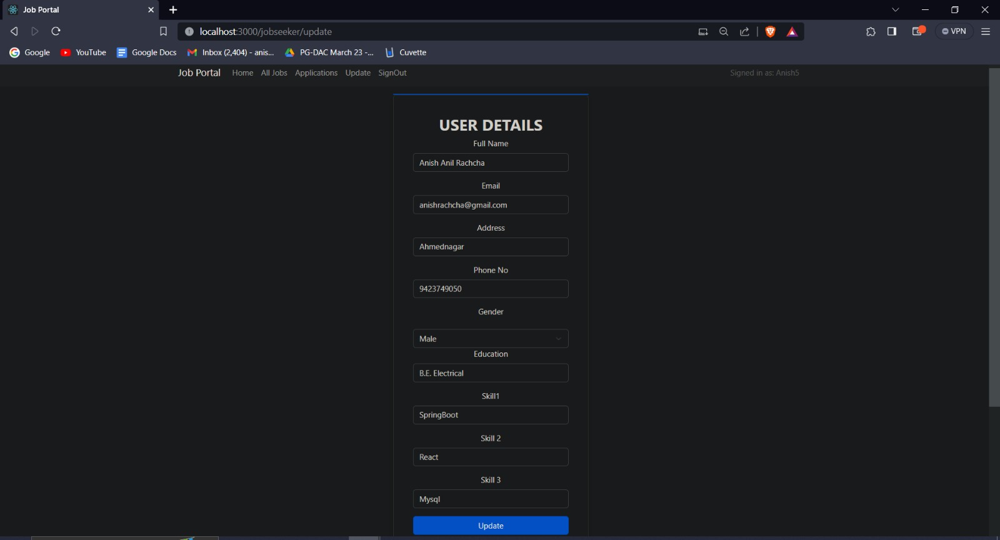 Job Portal
localhost:3000/jobseeker/update
VPN
Google YouTube Google Docs Inbox (2,404) - anis... PG-DAC March 23 -... Cuvette
Job Portal Home All Jobs Applications Update SignOut Signed in as: Anish5
USER DETAILS
Full Name
Anish Anil Rachcha
Email
anishrachcha@gmail.com
Address
Ahmednagar
Phone No
9423749050
Gender
Male
Education
B.E. Electrical
Skill1
SpringBoot
Skill 2
React
Skill 3
Mysql
Update